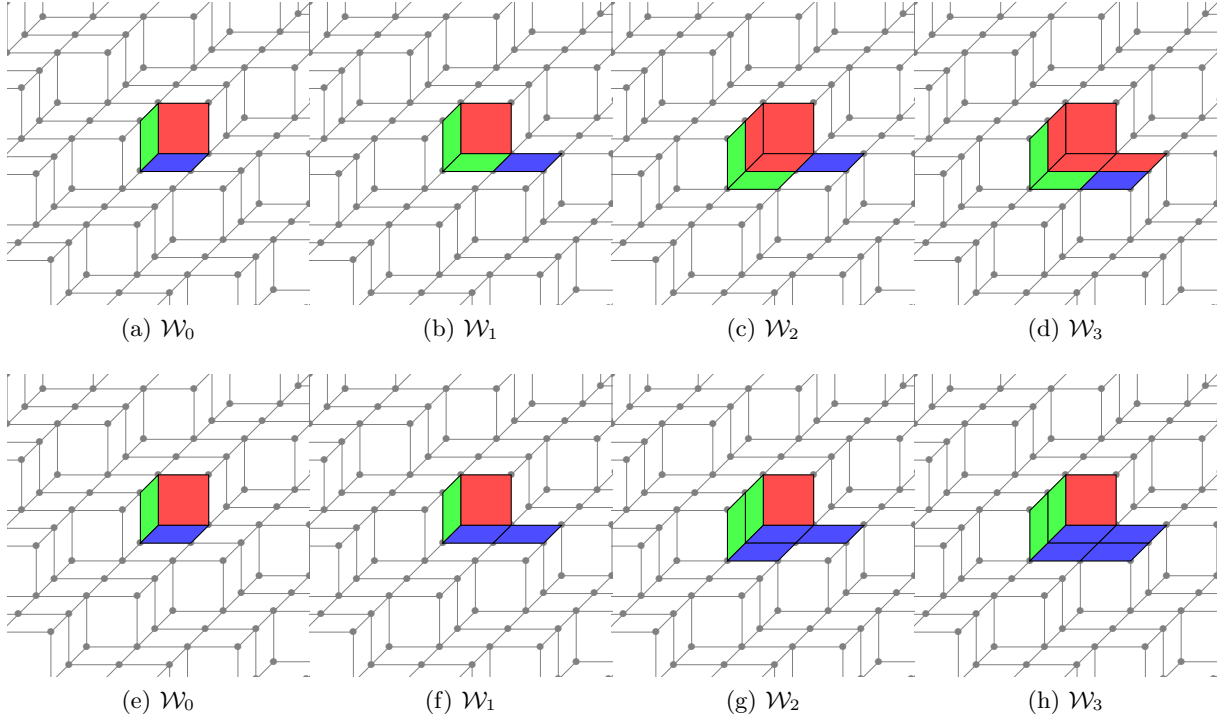 (a) 𝒲₀ (b) 𝒲₁ (c) 𝒲₂ (d) 𝒲₃
(e) 𝒲₀ (f) 𝒲₁ (g) 𝒲₂ (h) 𝒲₃